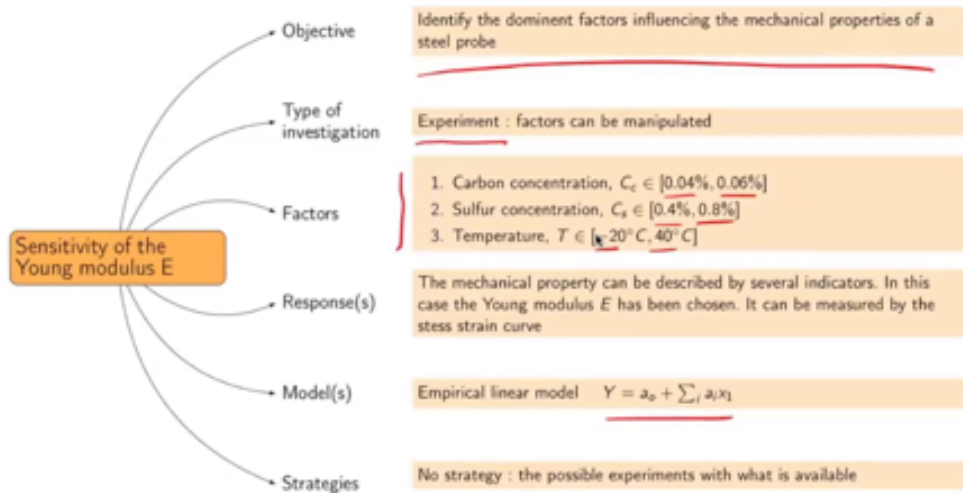 Objective
Identify the dominent factors influencing the mechanical properties of a
steel probe
Type of
investigation
Experiment : factors can be manipulated
Factors
1. Carbon concentration, C_c ∈ [0.04%, 0.06%]
2. Sulfur concentration, C_s ∈ [0.4%, 0.8%]
3. Temperature, T ∈ [-20°C, 40°C]
Sensitivity of the
Young modulus E
Response(s)
The mechanical property can be described by several indicators. In this
case the Young modulus E has been chosen. It can be measured by the
stess strain curve
Model(s)
Empirical linear model Y = a_o + ∑_i a_i x_1
Strategies
No strategy : the possible experiments with what is available